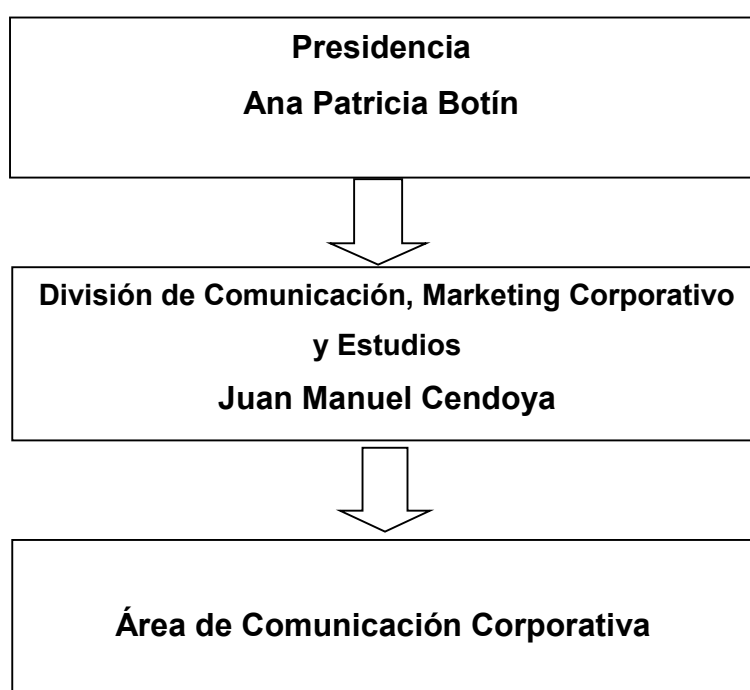 Presidencia
Ana Patricia Botín
División de Comunicación, Marketing Corporativo
y Estudios
Juan Manuel Cendoya
Área de Comunicación Corporativa